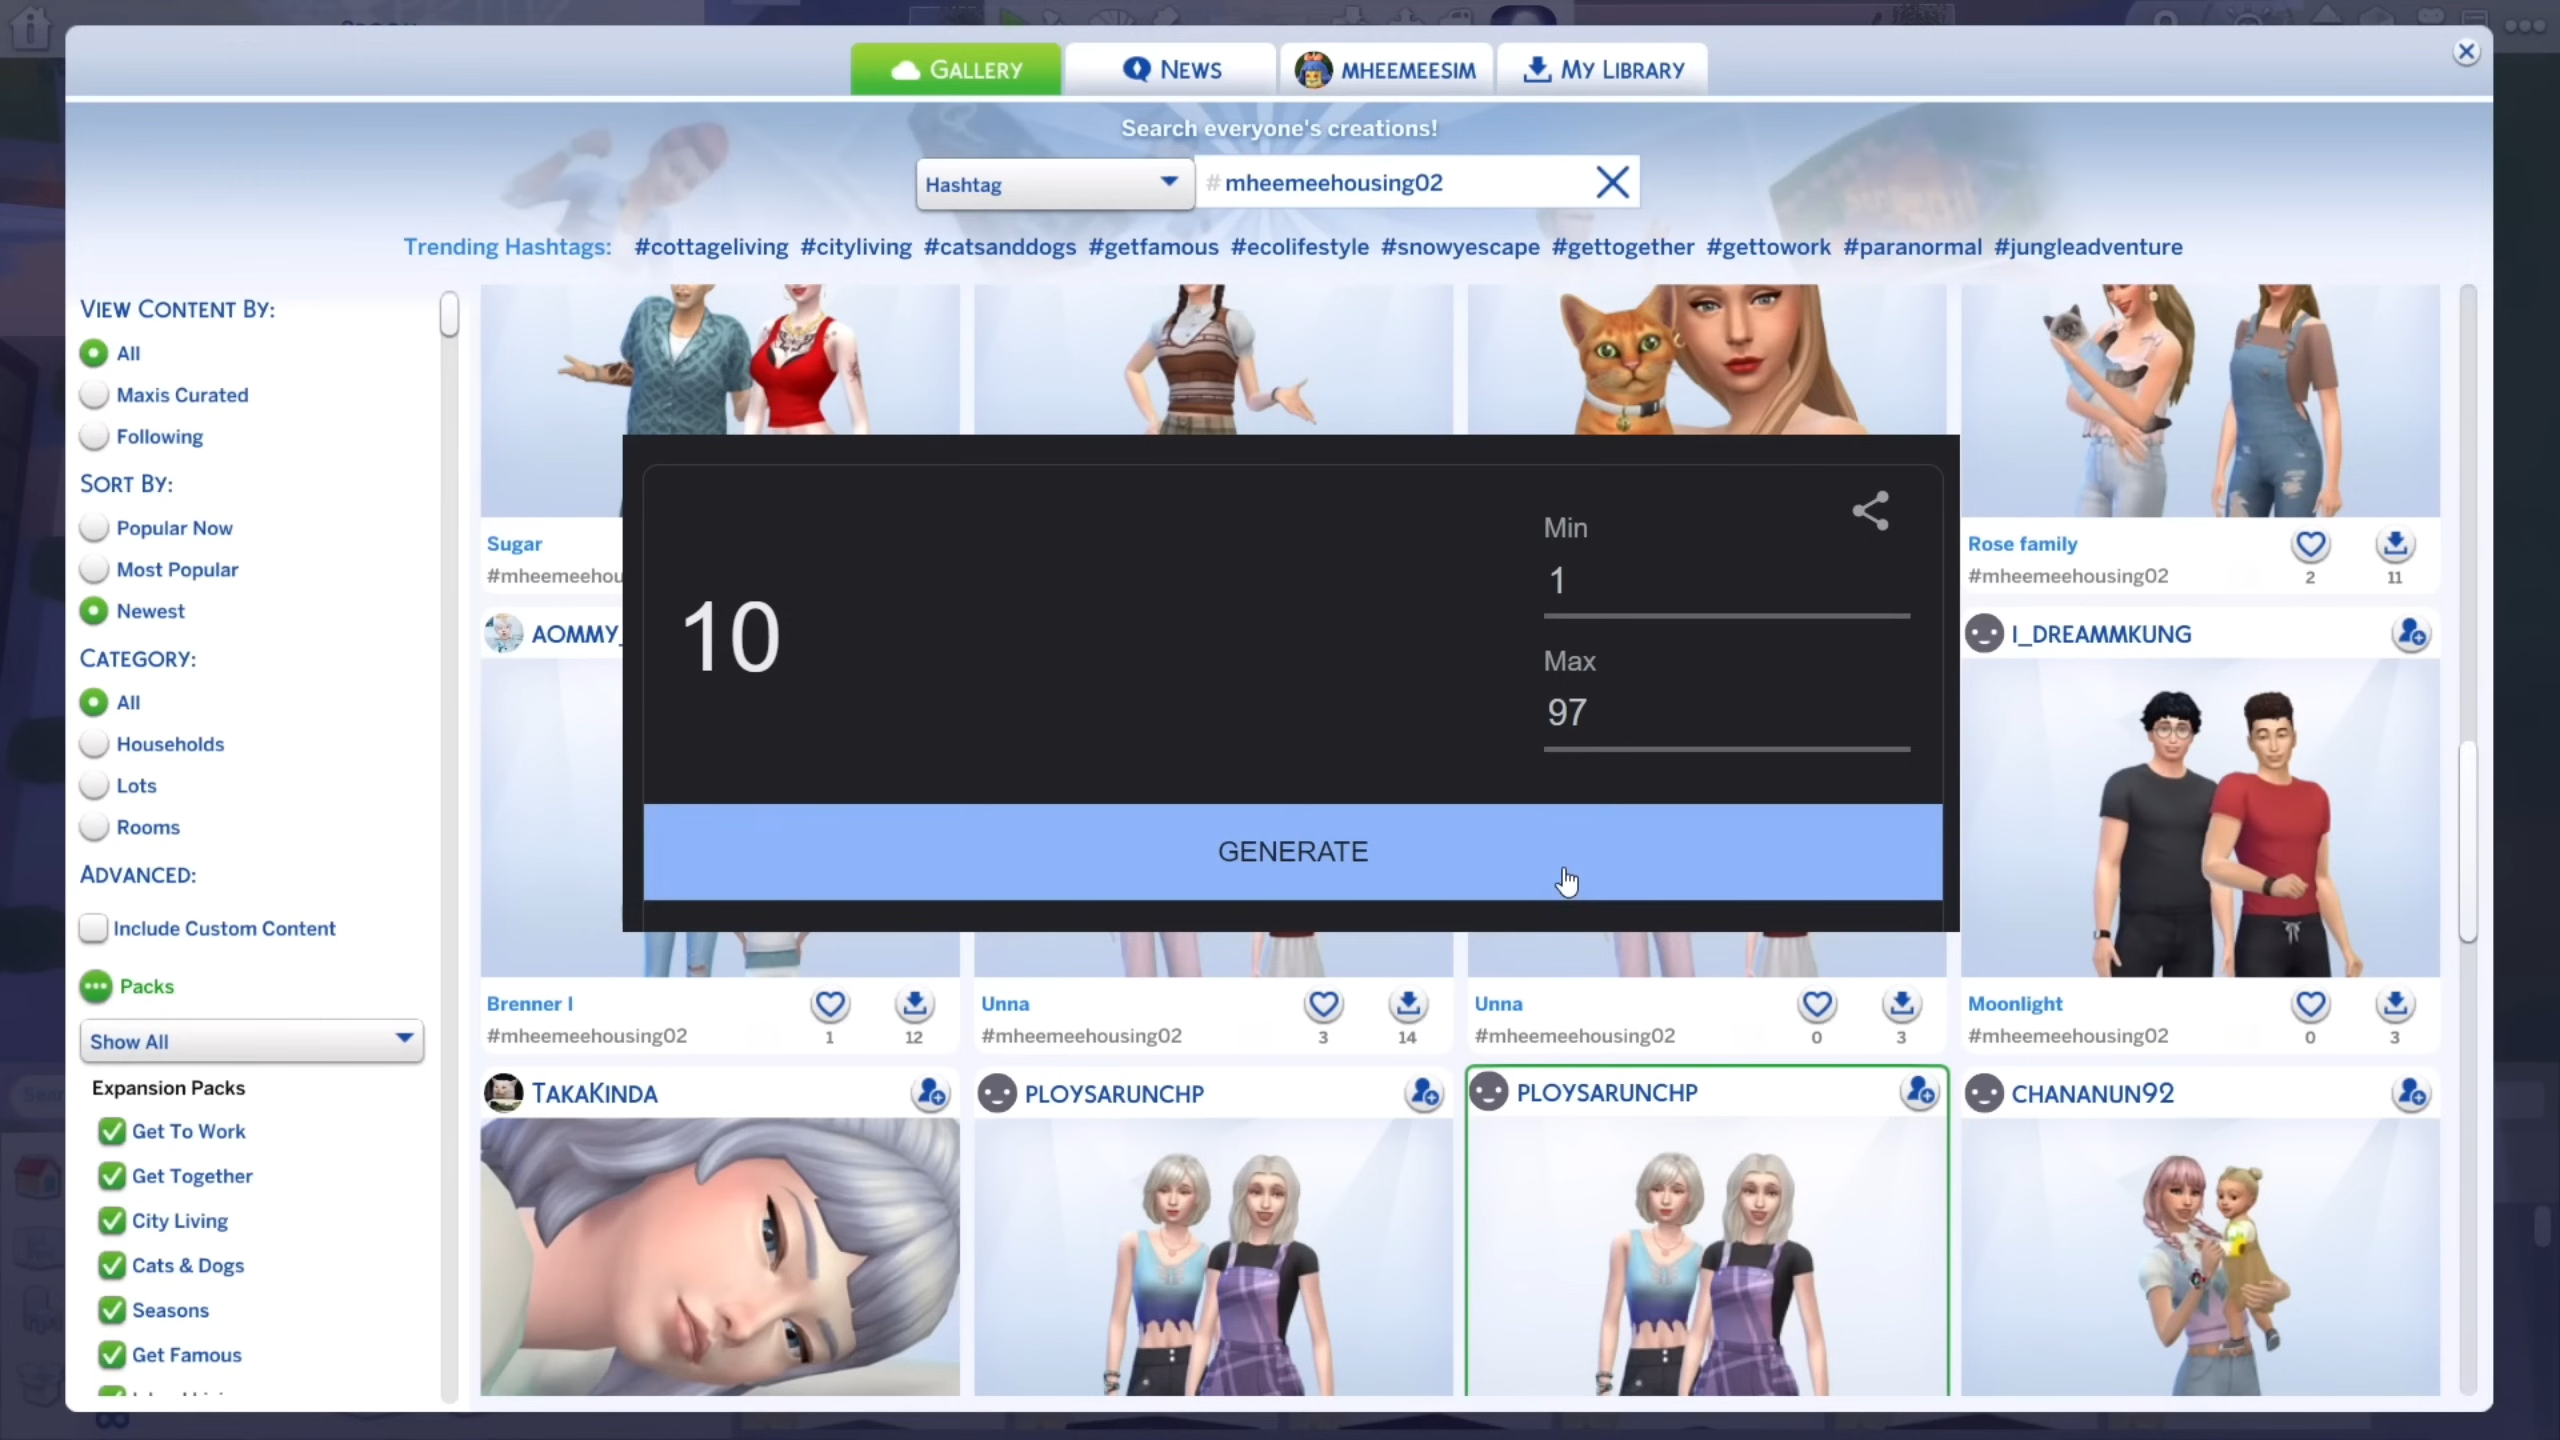 GALLERY
NEWS
MHEEMEESIM
MY LIBRARY
Search everyone's creations!
Hashtag
# mheemeehousing02
Trending Hashtags: #cottageliving #cityliving #catsanddogs #getfamous #ecolifestyle #snowyescape #gettogether #gettowork #paranormal #jungleadventure
VIEW CONTENT BY:
All
Maxis Curated
Following
SORT BY:
Popular Now
Most Popular
Newest
CATEGORY:
All
Households
Lots
Rooms
ADVANCED:
Include Custom Content
Packs
Show All
Expansion Packs
Get To Work
Get Together
City Living
Cats & Dogs
Seasons
Get Famous
Sugar
#mheemeehou
Rose family
#mheemeehousing02
2
11
AOMMY_
I_DREAMMKUNG
10
Min
1
Max
97
GENERATE
Brenner I
#mheemeehousing02
1
12
Unna
#mheemeehousing02
3
14
Unna
#mheemeehousing02
0
3
Moonlight
#mheemeehousing02
0
3
TAKAKINDA
PLOYSARUNCHP
PLOYSARUNCHP
CHANANUN92